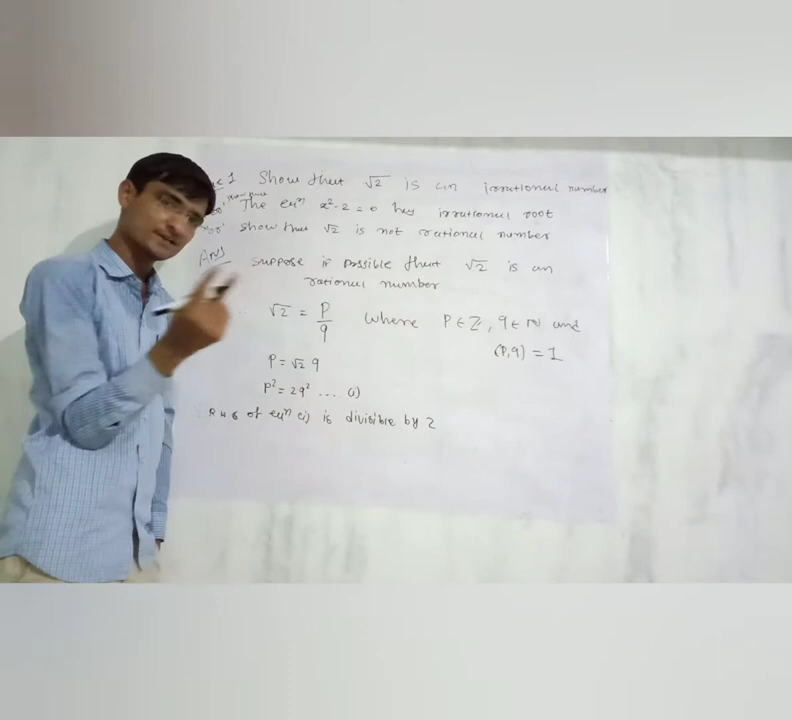 1 Show that √2 is an irrational number
The eqⁿ x²-2=0 has irrational root
"or" show that √2 is not rational number
Ans suppose if possible that √2 is an
rational number
√2 = P/q where P∈Z, q∈N and
(P,q) = 1
P = √2 q
P² = 2q² .... (i)
RHS of eqⁿ (i) is divisible by 2